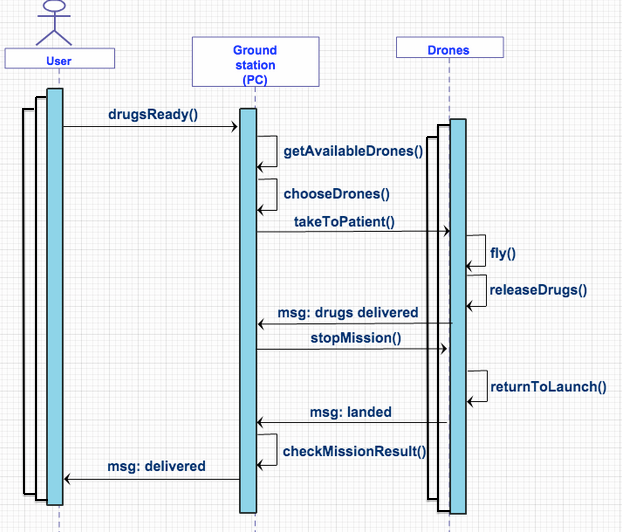 User
Ground
station
(PC)
Drones
drugsReady()
getAvailableDrones()
chooseDrones()
takeToPatient()
fly()
releaseDrugs()
msg: drugs delivered
stopMission()
returnToLaunch()
msg: landed
checkMissionResult()
msg: delivered